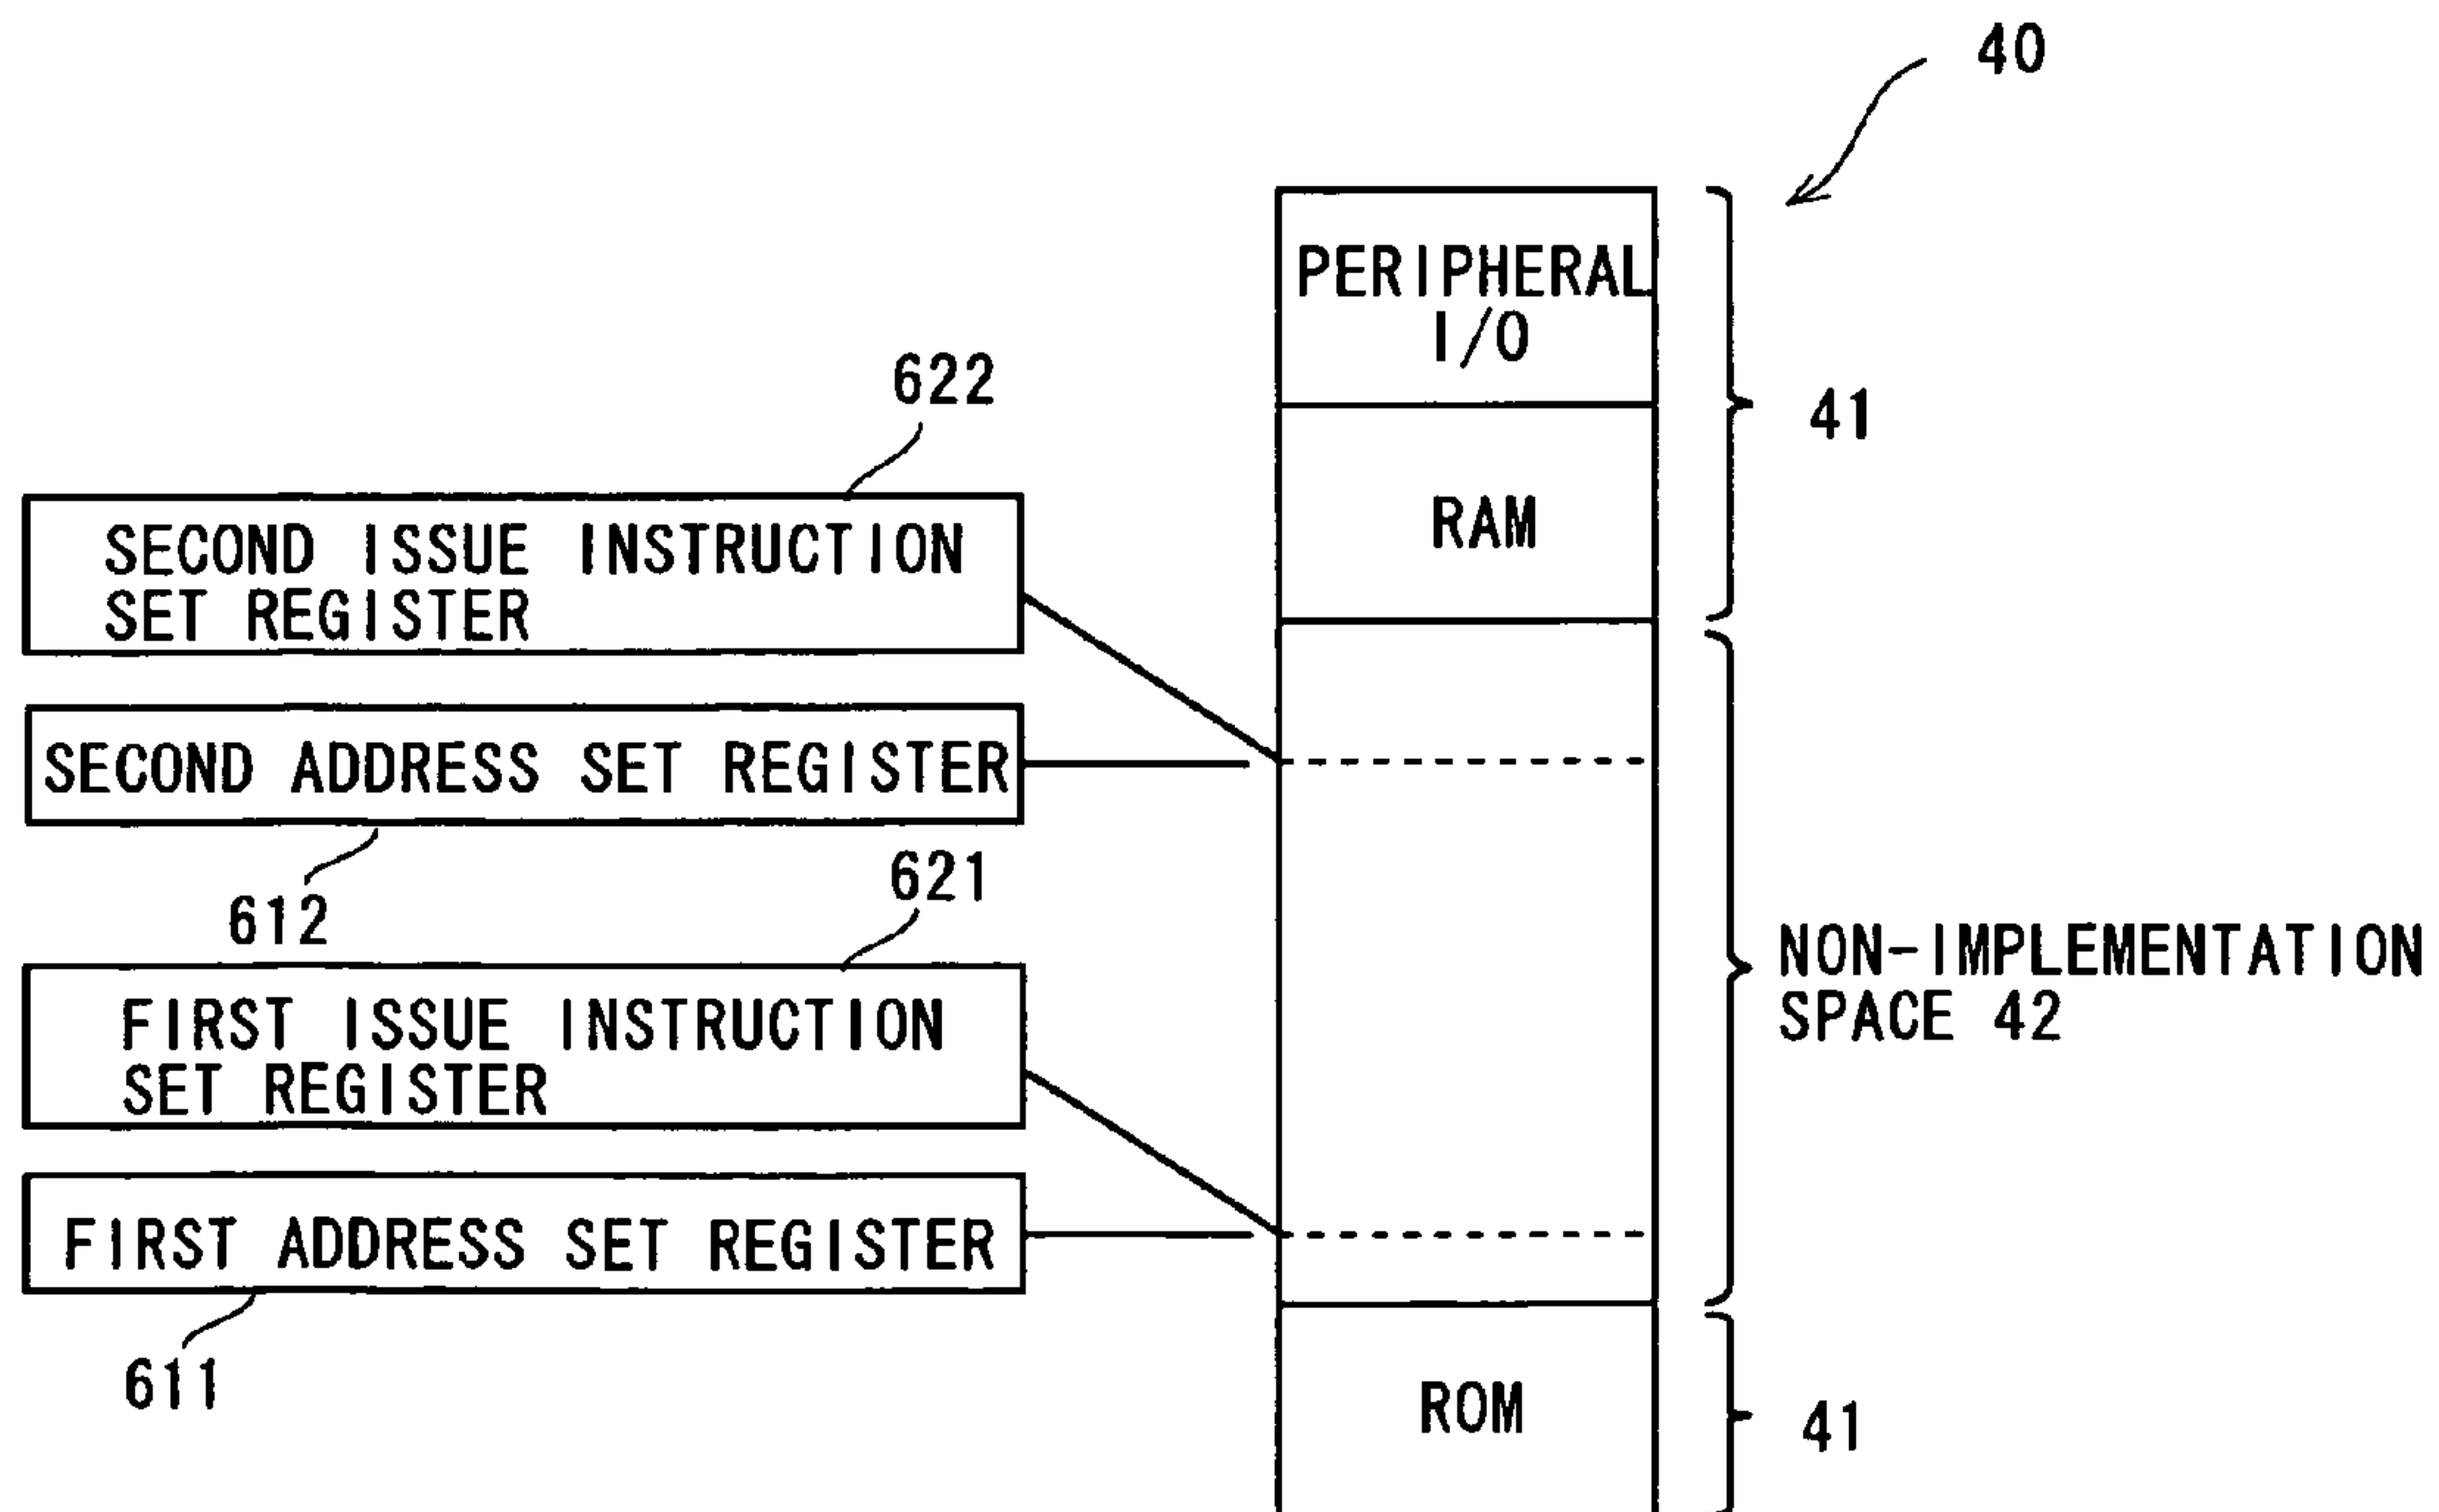 40
PERIPHERAL
I/O
41
622
RAM
SECOND ISSUE INSTRUCTION
SET REGISTER
SECOND ADDRESS SET REGISTER
612
621
NON-IMPLEMENTATION
SPACE 42
FIRST ISSUE INSTRUCTION
SET REGISTER
FIRST ADDRESS SET REGISTER
611
ROM
41